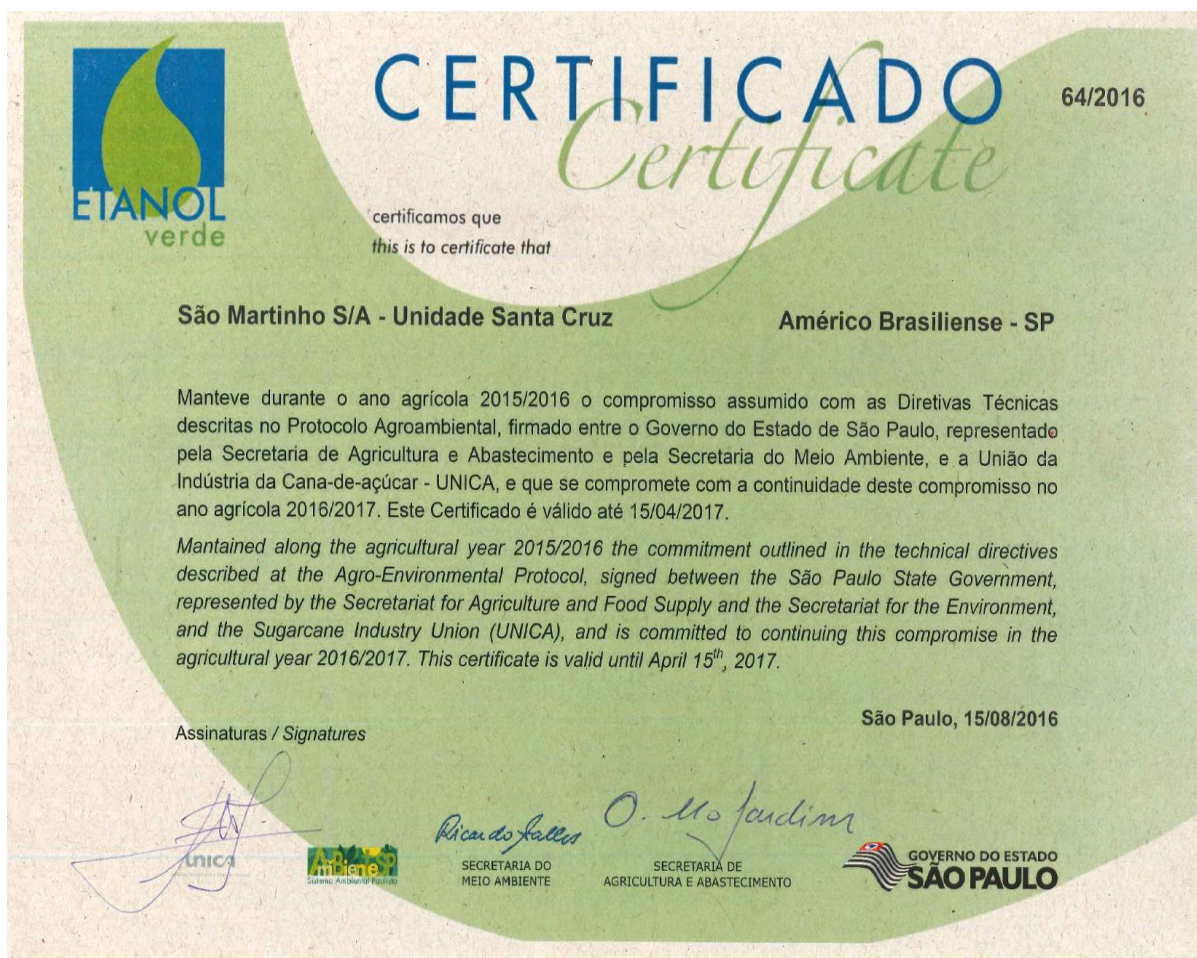 CERTIFICADO
Certificate
64/2016
ETANOL
verde
certificamos que
this is to certificate that
São Martinho S/A - Unidade Santa Cruz
Américo Brasiliense - SP
Manteve durante o ano agrícola 2015/2016 o compromisso assumido com as Diretivas Técnicas
descritas no Protocolo Agroambiental, firmado entre o Governo do Estado de São Paulo, representado
pela Secretaria de Agricultura e Abastecimento e pela Secretaria do Meio Ambiente, e a União da
Indústria da Cana-de-açúcar - UNICA, e que se compromete com a continuidade deste compromisso no
ano agrícola 2016/2017. Este Certificado é válido até 15/04/2017.
Mantained along the agricultural year 2015/2016 the commitment outlined in the technical directives
described at the Agro-Environmental Protocol, signed between the São Paulo State Government,
represented by the Secretariat for Agriculture and Food Supply and the Secretariat for the Environment,
and the Sugarcane Industry Union (UNICA), and is committed to continuing this compromise in the
agricultural year 2016/2017. This certificate is valid until April 15th, 2017.
São Paulo, 15/08/2016
Assinaturas / Signatures
unica
AmbienteSP
Sistema Ambiental Paulista
Ricardo Salles
SECRETARIA DO
MEIO AMBIENTE
SECRETARIA DE
AGRICULTURA E ABASTECIMENTO
GOVERNO DO ESTADO
SÃO PAULO